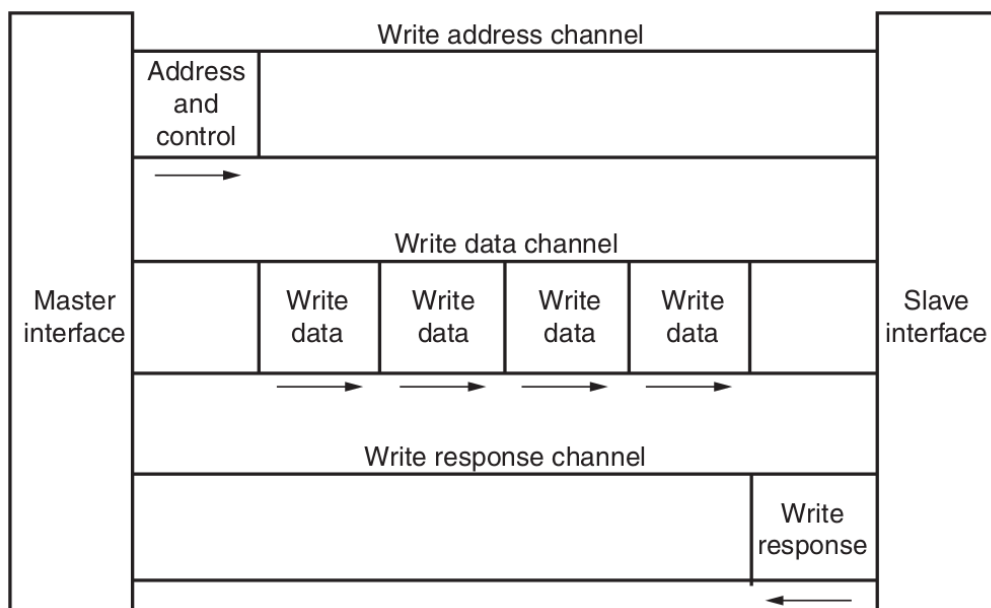 Write address channel
Address
and
control
Write data channel
Master
interface
Write
data
Write
data
Write
data
Write
data
Slave
interface
Write response channel
Write
response